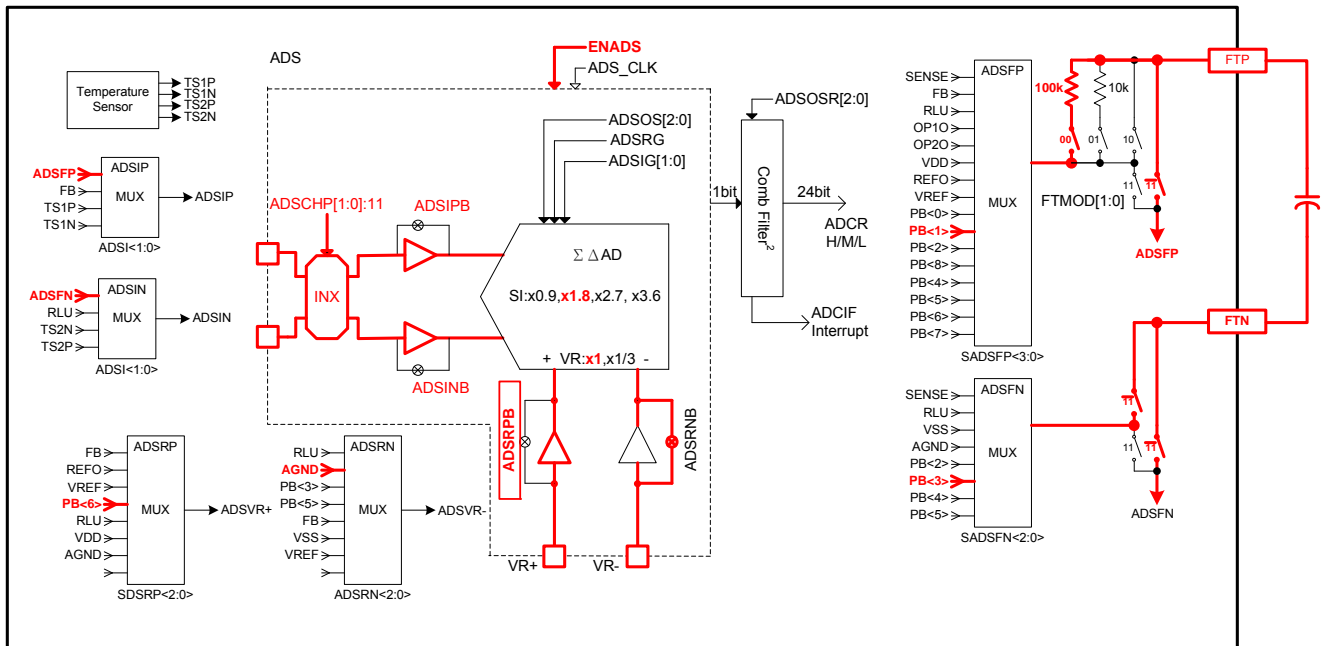 ADS
ENADS
ADS_CLK
Temperature
Sensor
TS1P
TS1N
TS2P
TS2N
ADSOS[2:0]
ADSRG
ADSIG[1:0]
ADSOSR[2:0]
1bit
Comb Filter²
24bit
ADCR
H/M/L
ADCIF
Interrupt
ADSFP
FB
TS1P
TS1N
ADSIP
MUX
ADSIP
ADSI<1:0>
ADSFN
RLU
TS2N
TS2P
ADSIN
MUX
ADSIN
ADSI<1:0>
ADSCHP[1:0]:11
INX
ADSIPB
ADSINB
Σ ΔAD
SI:x0.9,x1.8,x2.7, x3.6
+ VR:x1,x1/3 -
ADSRPB
ADSRNB
VR+
VR-
FB
REFO
VREF
PB<6>
RLU
VDD
AGND
ADSRP
MUX
ADSVR+
SDSRP<2:0>
RLU
AGND
PB<3>
PB<5>
FB
VSS
VREF
ADSRN
MUX
ADSVR-
ADSRN<2:0>
SENSE
FB
RLU
OP1O
OP2O
VDD
REFO
VREF
PB<0>
PB<1>
PB<2>
PB<8>
PB<4>
PB<5>
PB<6>
PB<7>
ADSFP
MUX
SADSFP<3:0>
100k
10k
00
01
10
11
11
FTMOD[1:0]
ADSFP
FTP
SENSE
RLU
VSS
AGND
PB<2>
PB<3>
PB<4>
PB<5>
ADSFN
MUX
SADSFN<2:0>
11
11
11
ADSFN
FTN